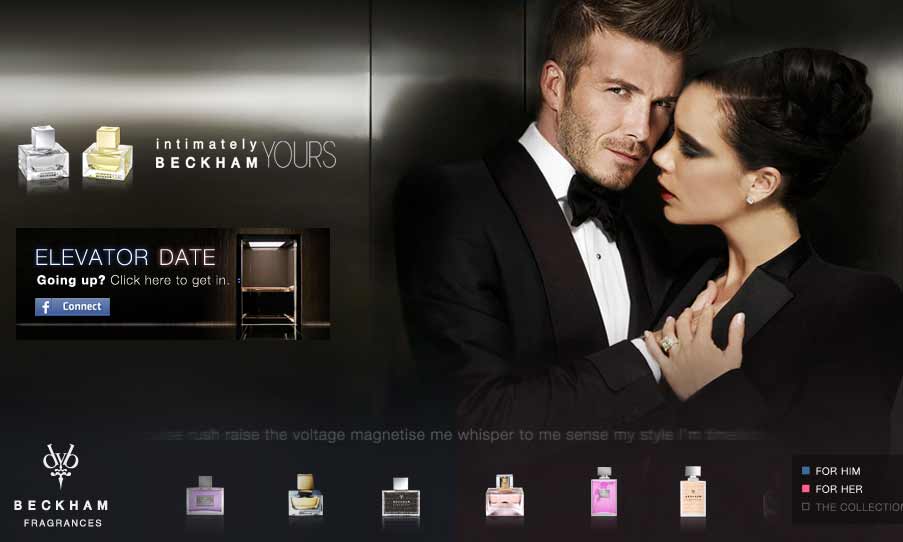 intimately
BECKHAM YOURS
ELEVATOR DATE
Going up? Click here to get in.
f Connect
rush raise the voltage magnetise me whisper to me sense my style I'm
BECKHAM
FRAGRANCES
FOR HIM
FOR HER
THE COLLECTION